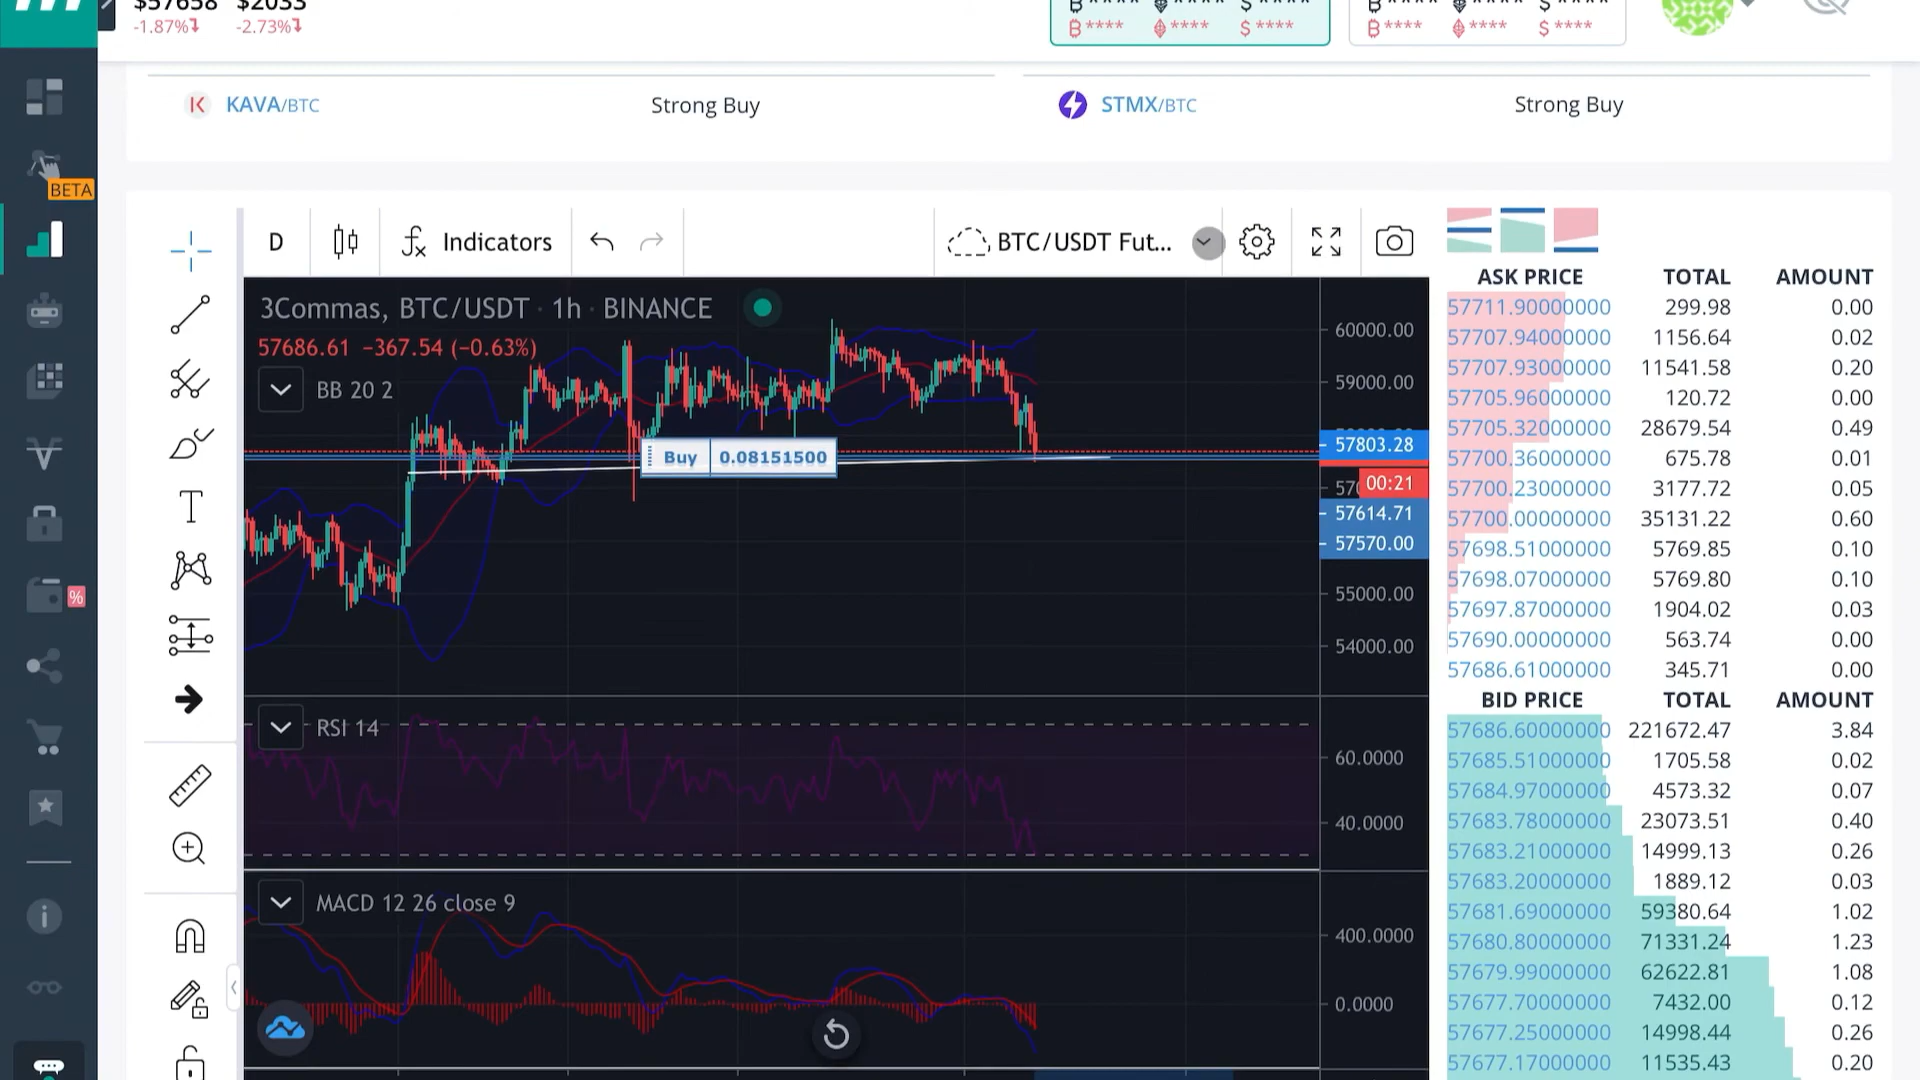 $57658 $2033
-1.87% -2.73%
B **** **** $ ****
B **** **** $ ****
B **** **** $ ****
B **** **** $ ****
KAVA/BTC Strong Buy STMX/BTC Strong Buy
BETA
D Indicators BTC/USDT Fut...
3Commas, BTC/USDT · 1h · BINANCE
57686.61 −367.54 (−0.63%)
BB 20 2
Buy 0.08151500
60000.00
59000.00
57803.28
00:21
57614.71
57570.00
55000.00
54000.00
RSI 14
60.0000
40.0000
MACD 12 26 close 9
400.0000
0.0000
%
ASK PRICE TOTAL AMOUNT
57711.90000000 299.98 0.00
57707.94000000 1156.64 0.02
57707.93000000 11541.58 0.20
57705.96000000 120.72 0.00
57705.32000000 28679.54 0.49
57700.36000000 675.78 0.01
57700.23000000 3177.72 0.05
57700.00000000 35131.22 0.60
57698.51000000 5769.85 0.10
57698.07000000 5769.80 0.10
57697.87000000 1904.02 0.03
57690.00000000 563.74 0.00
57686.61000000 345.71 0.00
BID PRICE TOTAL AMOUNT
57686.60000000 221672.47 3.84
57685.51000000 1705.58 0.02
57684.97000000 4573.32 0.07
57683.78000000 23073.51 0.40
57683.21000000 14999.13 0.26
57683.20000000 1889.12 0.03
57681.69000000 59380.64 1.02
57680.80000000 71331.24 1.23
57679.99000000 62622.81 1.08
57677.70000000 7432.00 0.12
57677.25000000 14998.44 0.26
57677.17000000 11535.43 0.20